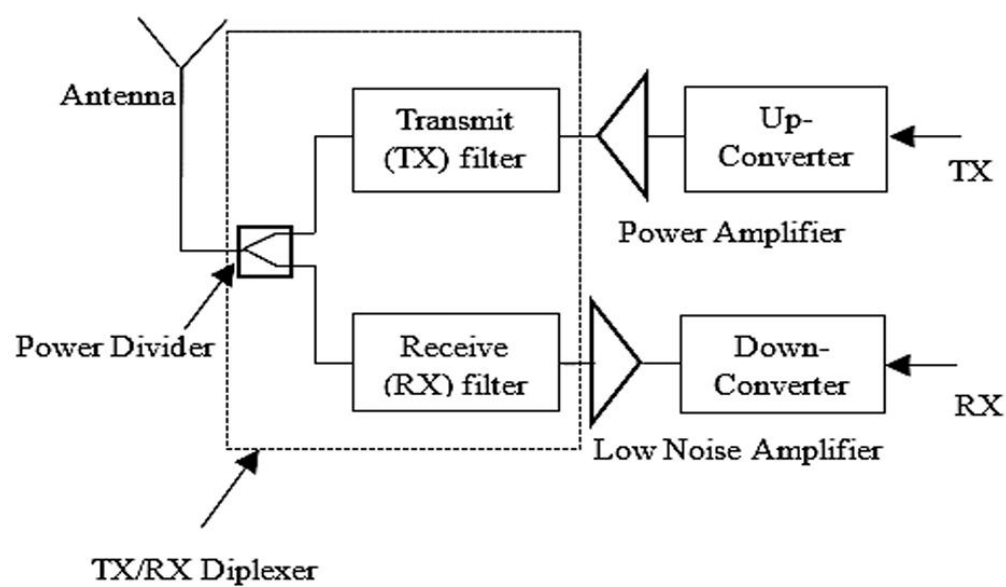 Antenna
Transmit
(TX) filter
Up-
Converter
TX
Power Amplifier
Power Divider
Receive
(RX) filter
Down-
Converter
RX
Low Noise Amplifier
TX/RX Diplexer